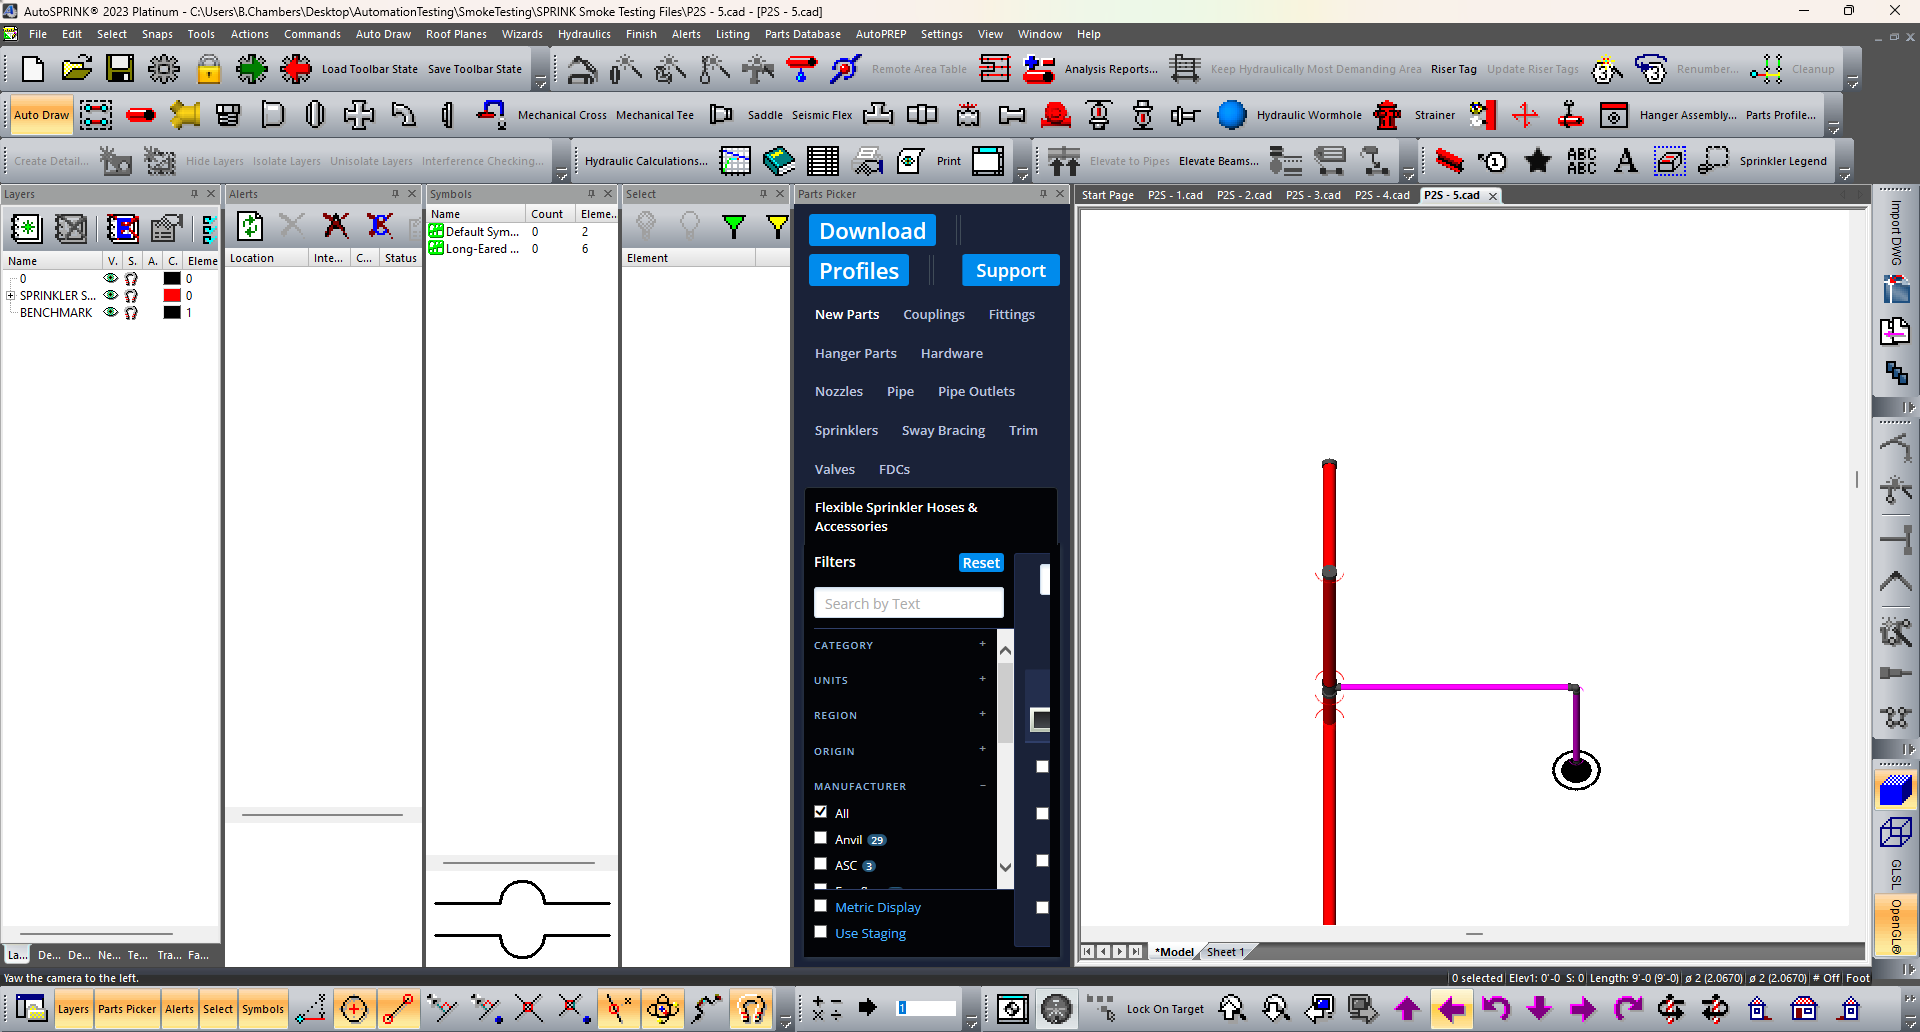 AutoSPRINK® 2023 Platinum - C:\Users\B.Chambers\Desktop\AutomationTesting\SmokeTesting\SPRINK Smoke Testing Files\P2S - 5.cad - [P2S - 5.cad]
File Edit Select Snaps Tools Actions Commands Auto Draw Roof Planes Wizards Hydraulics Finish Alerts Listing Parts Database AutoPREP Settings View Window Help
Load Toolbar State Save Toolbar State Remote Area Table Analysis Reports... Keep Hydraulically Most Demanding Area Riser Tag Update Riser Tags Renumber... Cleanup
Auto Draw Mechanical Cross Mechanical Tee Saddle Seismic Flex Hydraulic Wormhole Strainer Hanger Assembly... Parts Profile...
Create Detail... Hide Layers Isolate Layers Unisolate Layers Interference Checking... Hydraulic Calculations... Print Elevate to Pipes Elevate Beams... ABC ABC A Sprinkler Legend
Layers Alerts Symbols Select Parts Picker Start Page P2S - 1.cad P2S - 2.cad P2S - 3.cad P2S - 4.cad P2S - 5.cad
Name V. S. A. C. Eleme
0 0
SPRINKLER S... 0
BENCHMARK 1
Location Inte... C... Status
Name Count Eleme...
Default Sym... 0 2
Long-Eared ... 0 6
Element
Download
Profiles Support
New Parts Couplings Fittings
Hanger Parts Hardware
Nozzles Pipe Pipe Outlets
Sprinklers Sway Bracing Trim
Valves FDCs
Flexible Sprinkler Hoses &
Accessories
Filters Reset
Search by Text
CATEGORY +
UNITS +
REGION +
ORIGIN +
MANUFACTURER −
All
Anvil 29
ASC 3
Metric Display
Use Staging
Import DWG
GLSL
OpenGL®
La... De... De... Ne... Te... Tra... Fa...
*Model Sheet 1
Yaw the camera to the left.
0 selected Elev1: 0'-0 S: 0 Length: 9'-0 (9'-0) ø 2 (2.0670) ø 2 (2.0670) # Off Foot
Layers Parts Picker Alerts Select Symbols 1 Lock On Target